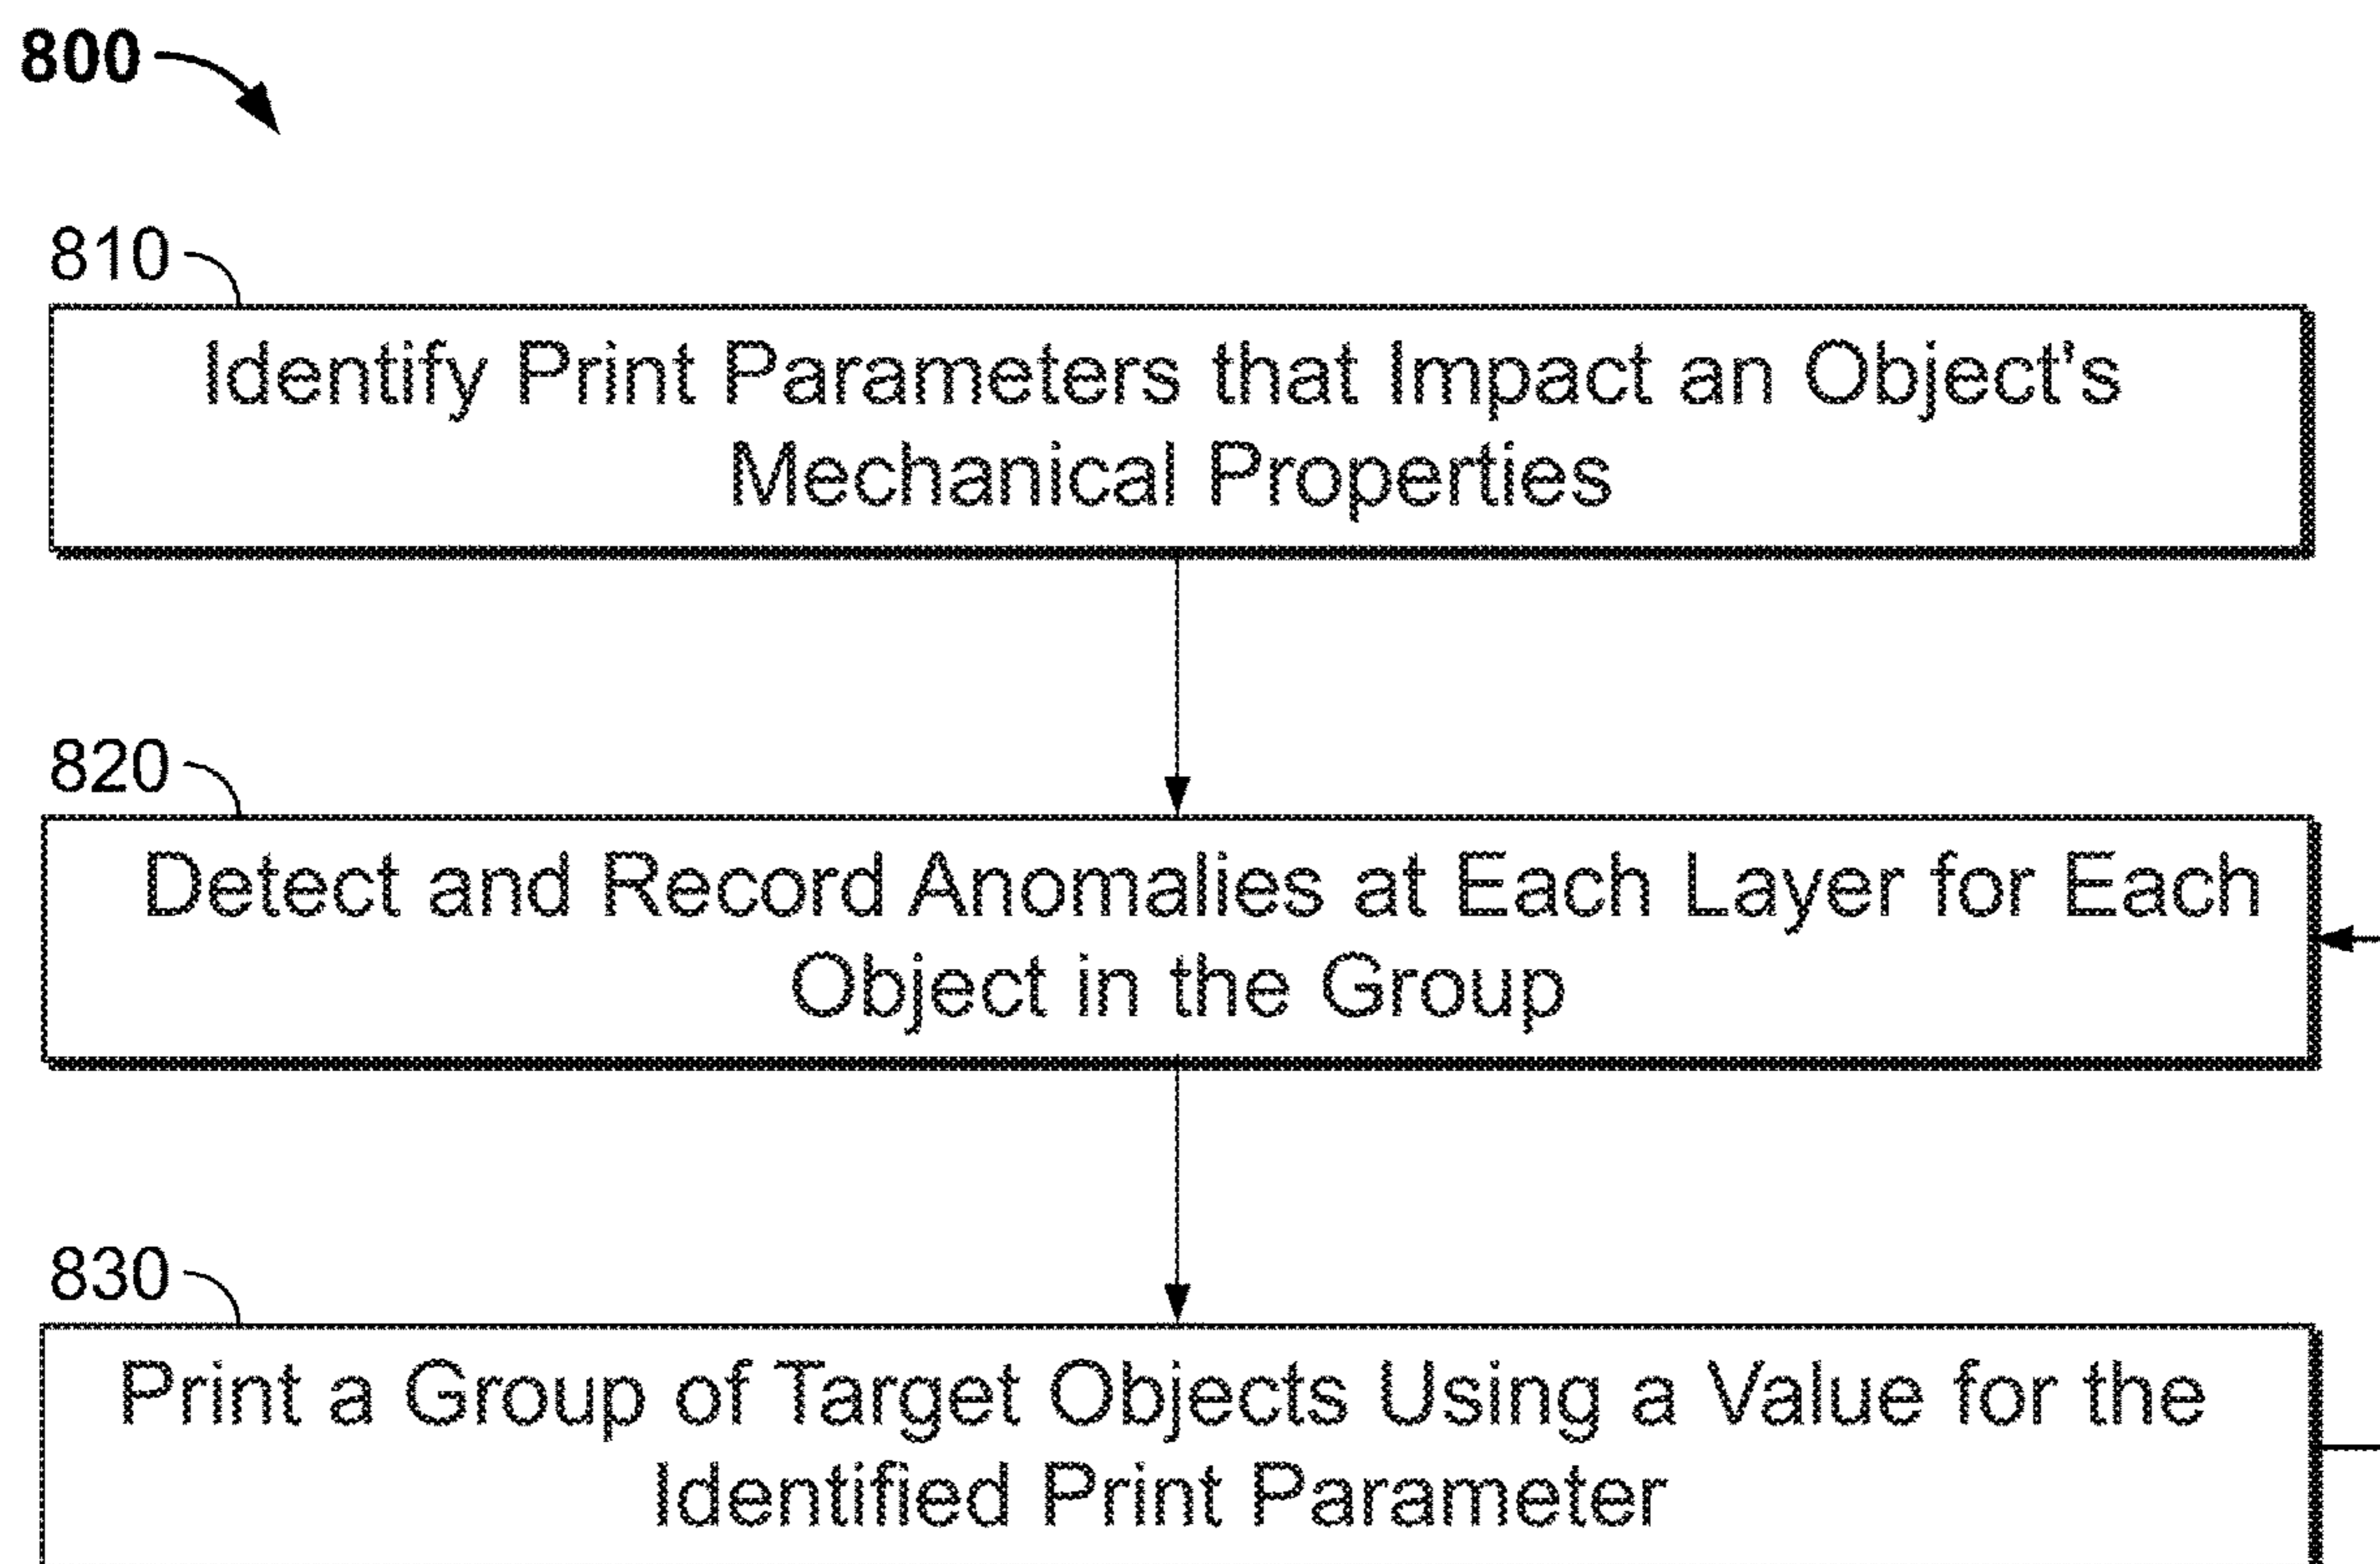 800
810
Identify Print Parameters that Impact an Object's
Mechanical Properties
820
Detect and Record Anomalies at Each Layer for Each
Object in the Group
830
Print a Group of Target Objects Using a Value for the
Identified Print Parameter